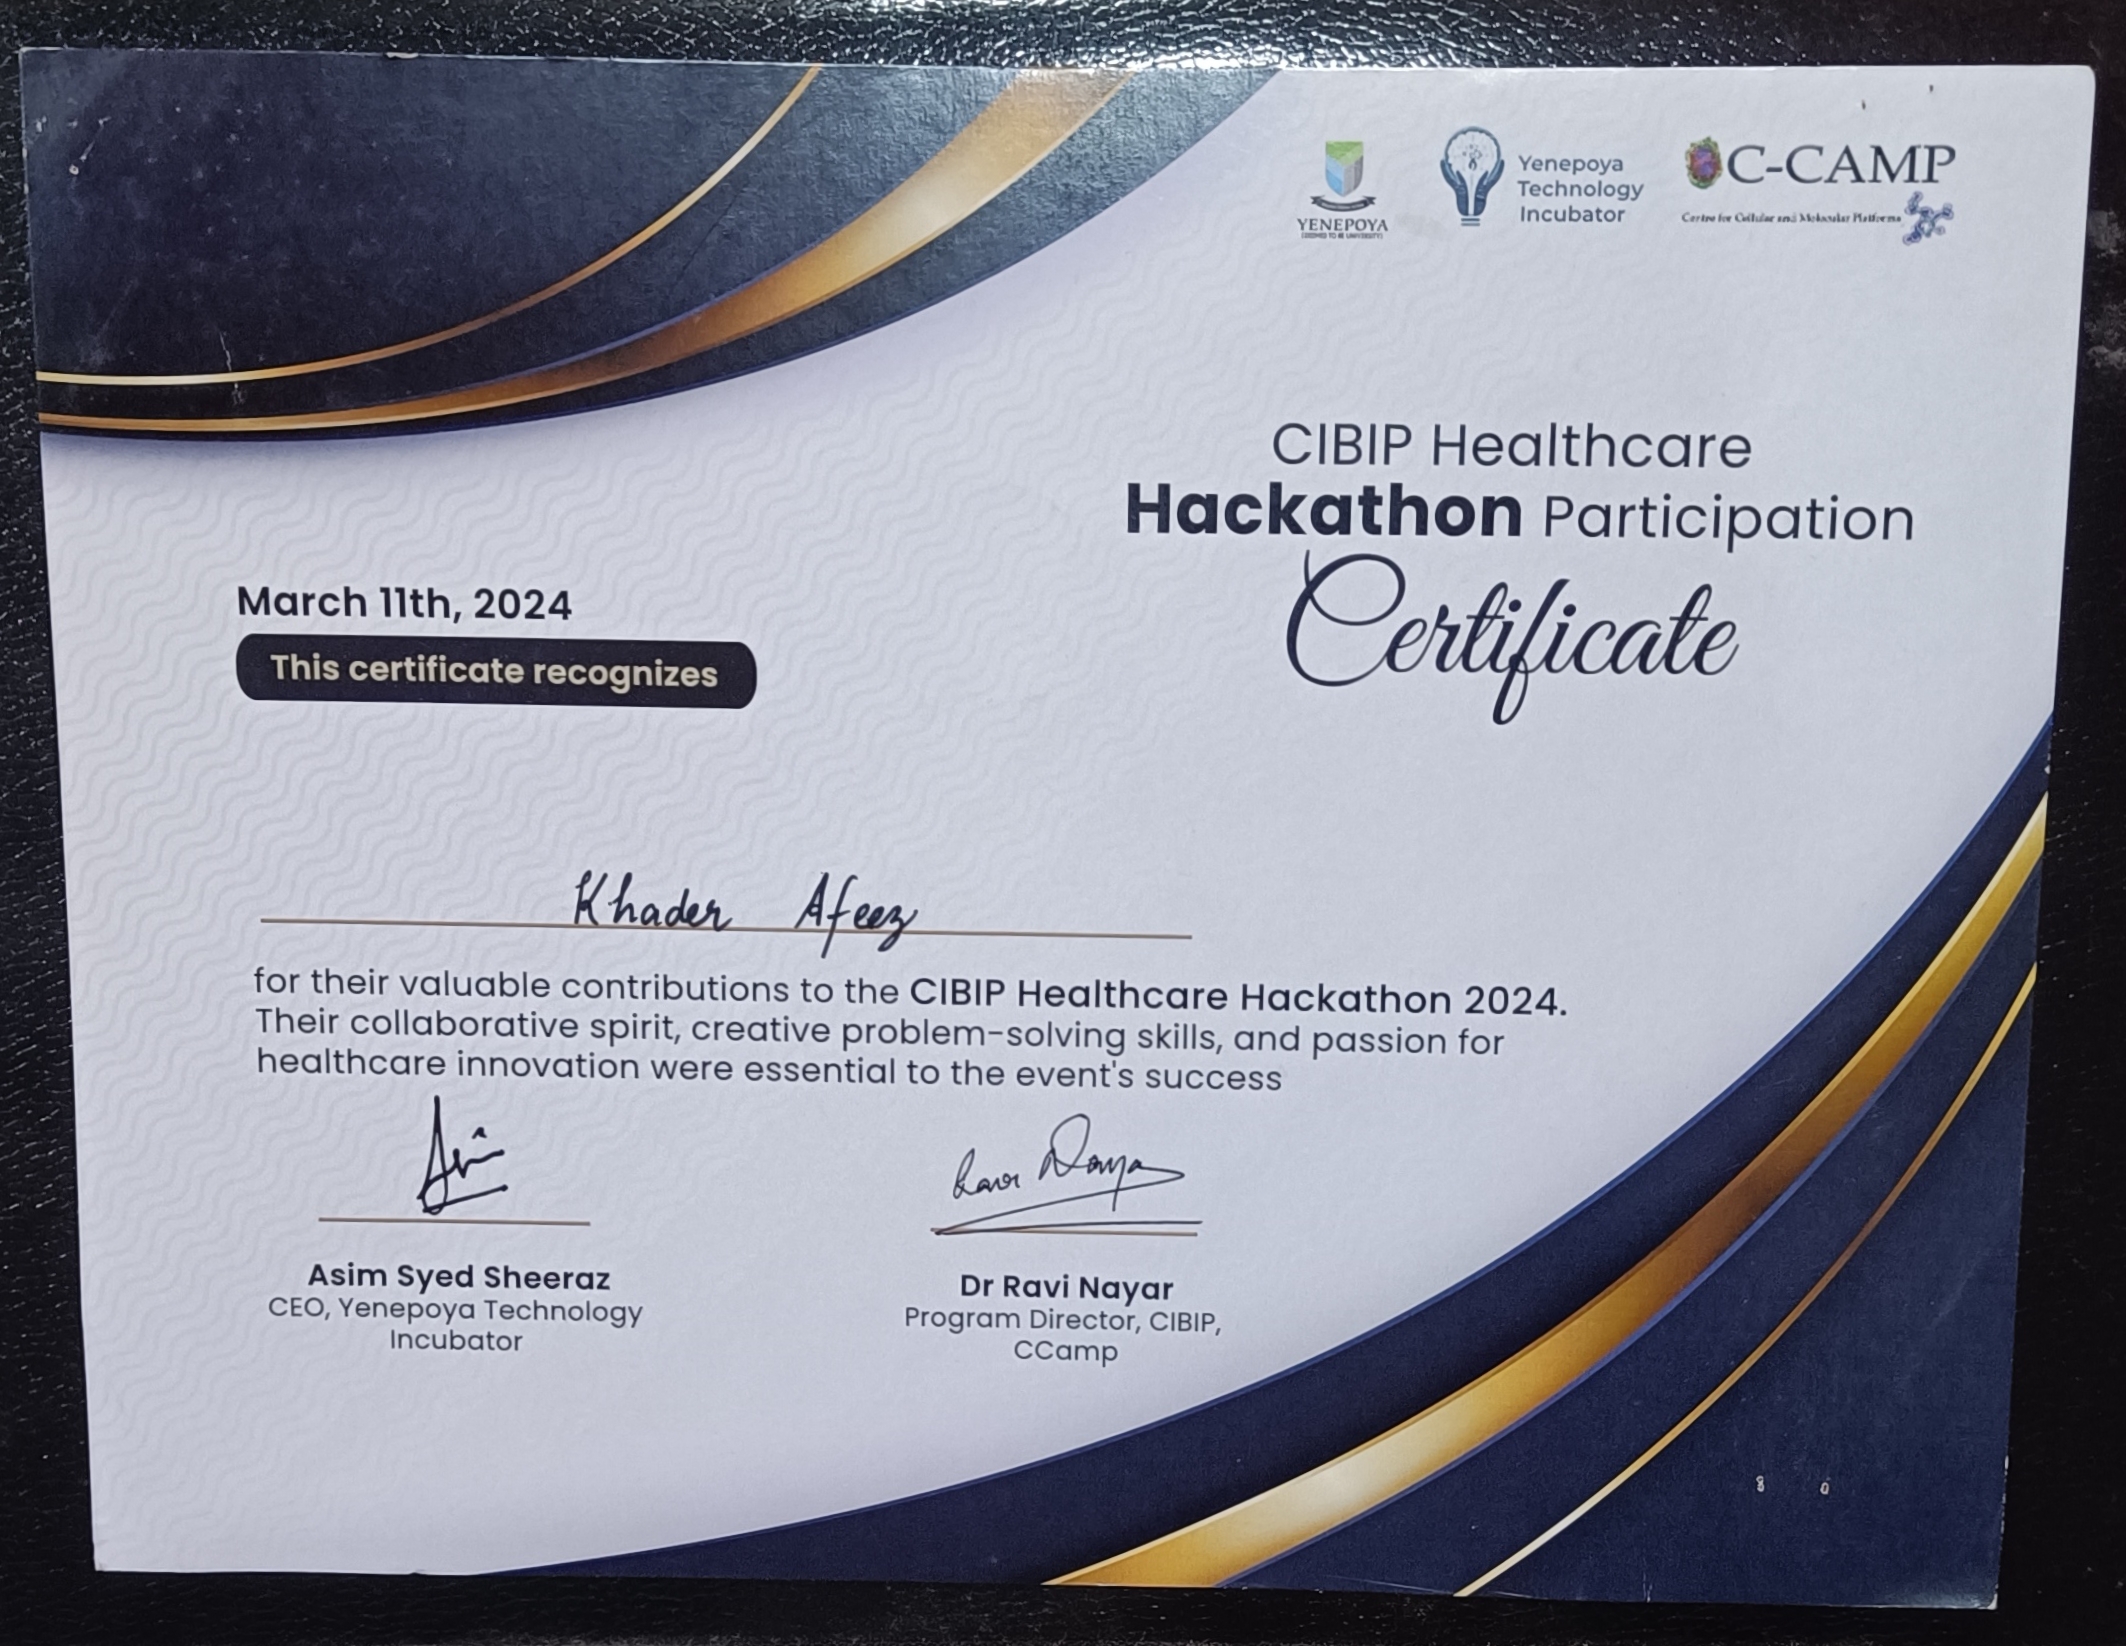 YENEPOYA
(DEEMED TO BE UNIVERSITY)
Yenepoya
Technology
Incubator
C-CAMP
Centre for Cellular and Molecular Platforms
CIBIP Healthcare
Hackathon Participation
Certificate
March 11th, 2024
This certificate recognizes
Khader Afeez
for their valuable contributions to the CIBIP Healthcare Hackathon 2024.
Their collaborative spirit, creative problem-solving skills, and passion for
healthcare innovation were essential to the event's success
Asim Syed Sheeraz
CEO, Yenepoya Technology
Incubator
Dr Ravi Nayar
Program Director, CIBIP,
CCamp